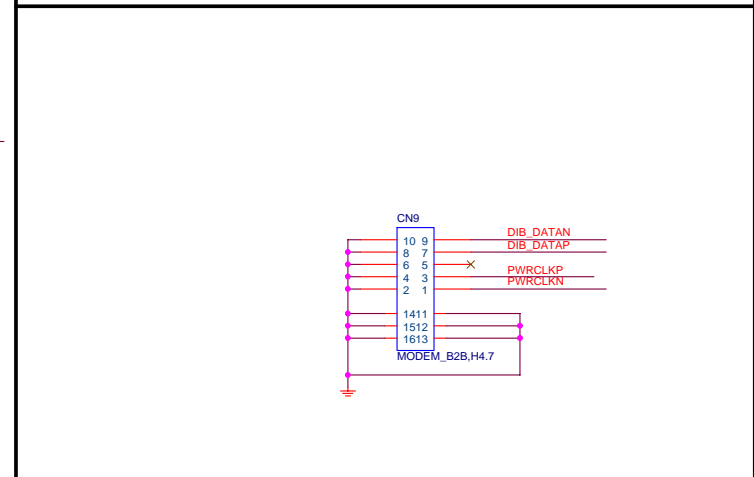 CN9
DIB_DATAN
10 9
DIB_DATAP
8 7
6 5
PWRCLKP
4 3
PWRCLKN
2 1
1411
1512
1613
MODEM_B2B,H4.7